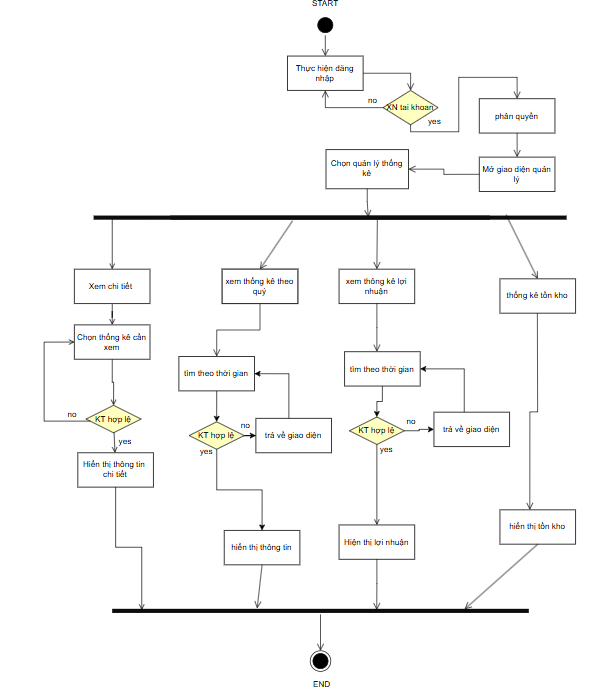 START
Thực hiện đăng
nhập
no
XN tai khoan
yes
phân quyền
Chọn quản lý thống
kê
Mở giao diện quản
lý
Xem chi tiết
xem thống kê theo
quý
xem thông kê lợi
nhuận
thống kê tồn kho
Chọn thống kê cần
xem
tìm theo thời gian
tìm theo thời gian
no
KT hợp lệ
yes
no
KT hợp lệ
yes
trả về giao diện
no
KT hợp lệ
yes
trả về giao diện
Hiển thị thông tin
chi tiết
hiển thị thông tin
Hiện thị lợi nhuận
hiển thị tồn kho
END